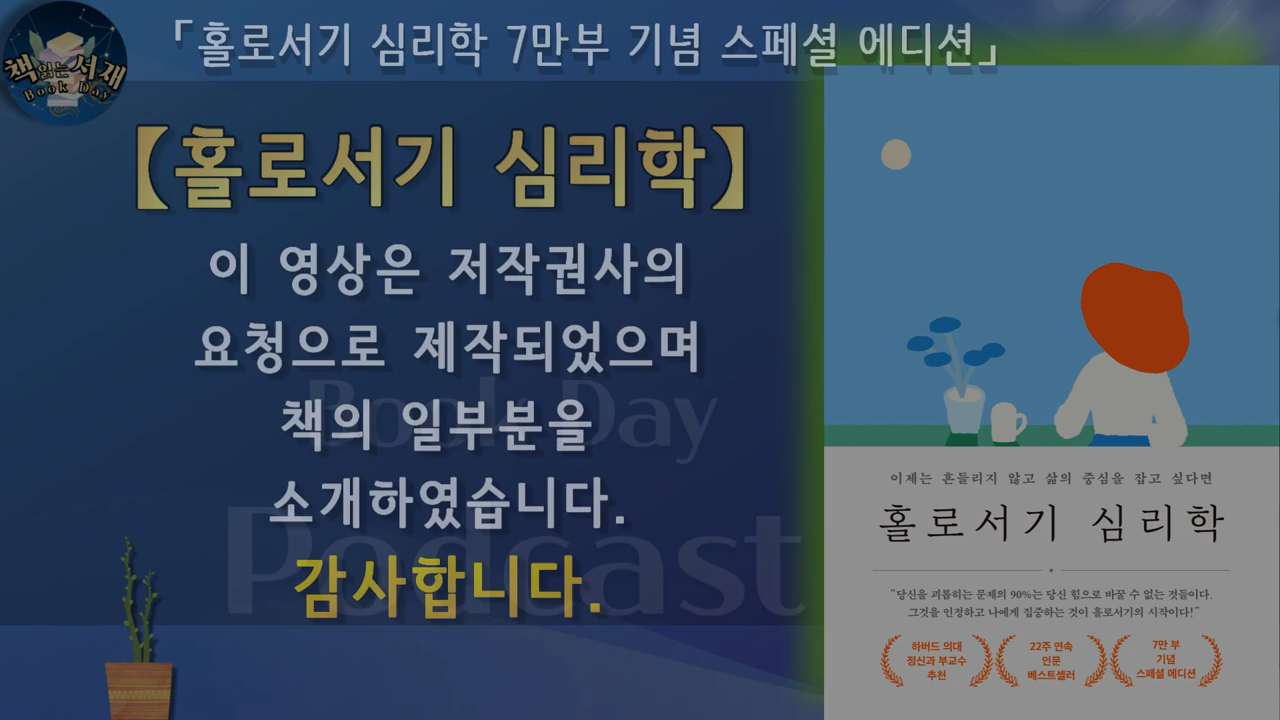 책읽는서재
Book Day
「홀로서기 심리학 7만부 기념 스페셜 에디션」
【홀로서기 심리학】
이 영상은 저작권사의
요청으로 제작되었으며
책의 일부분을
소개하였습니다.
감사합니다.
Book Day
Podcast
이제는 흔들리지 않고 삶의 중심을 잡고 싶다면
홀로서기 심리학
“당신을 괴롭히는 문제의 90%는 당신 힘으로 바꿀 수 없는 것들이다.
그것을 인정하고 나에게 집중하는 것이 홀로서기의 시작이다!”
하버드 의대
정신과 부교수
추천
22주 연속
인문
베스트셀러
7만 부
기념
스페셜 에디션